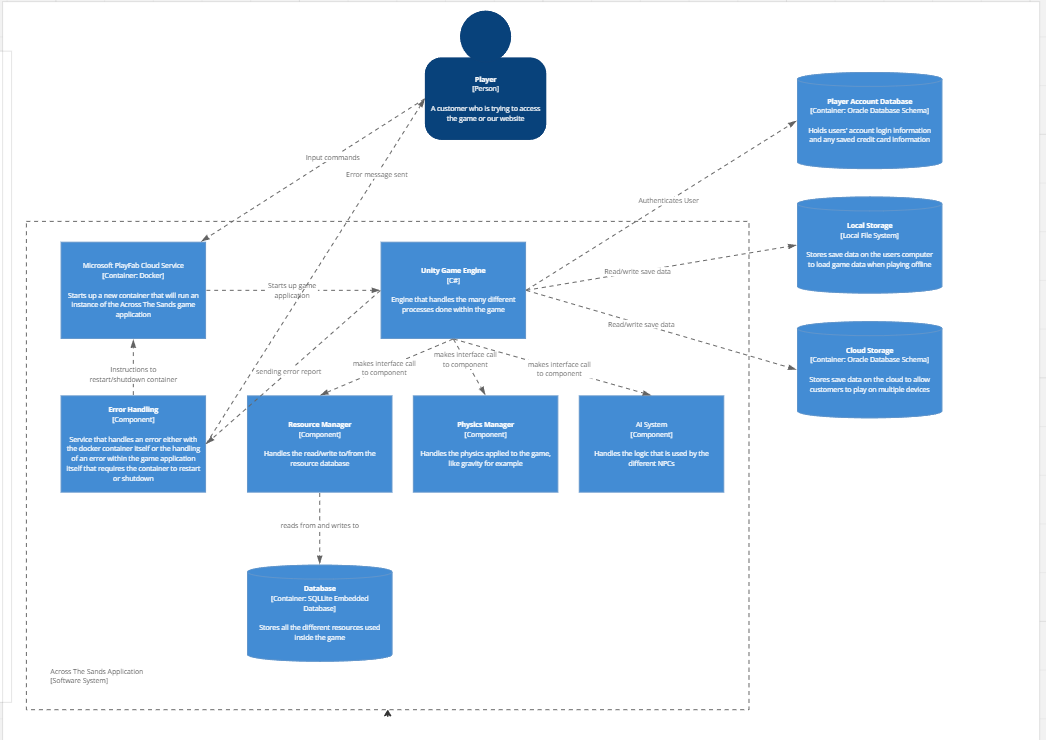 Player
[Person]
A customer who is trying to access
the game or our website
Player Account Database
[Container: Oracle Database Schema]
Holds users' account login information
and any saved credit card information
Input commands
Error message sent
Authenticates User
Local Storage
[Local File System]
Stores save data on the users computer
to load game data when playing offline
Microsoft PlayFab Cloud Service
[Container: Docker]
Starts up a new container that will run an
instance of the Across The Sands game
application
Starts up game
application
Unity Game Engine
[C#]
Engine that handles the many different
processes done within the game
Read/write save data
Read/write save data
Cloud Storage
[Container: Oracle Database Schema]
Stores save data on the cloud to allow
customers to play on multiple devices
Instructions to
restart/shutdown container
sending error report
makes interface call
to component
makes interface call
to component
makes interface call
to component
Error Handling
[Component]
Service that handles an error either with
the docker container itself or the handling
of an error within the game application
itself that requires the container to restart
or shutdown
Resource Manager
[Component]
Handles the read/write to/from the
resource database
Physics Manager
[Component]
Handles the physics applied to the game,
like gravity for example
AI System
[Component]
Handles the logic that is used by the
different NPCs
reads from and writes to
Database
[Container: SQLLite Embedded
Database]
Stores all the different resources used
inside the game
Across The Sands Application
[Software System]